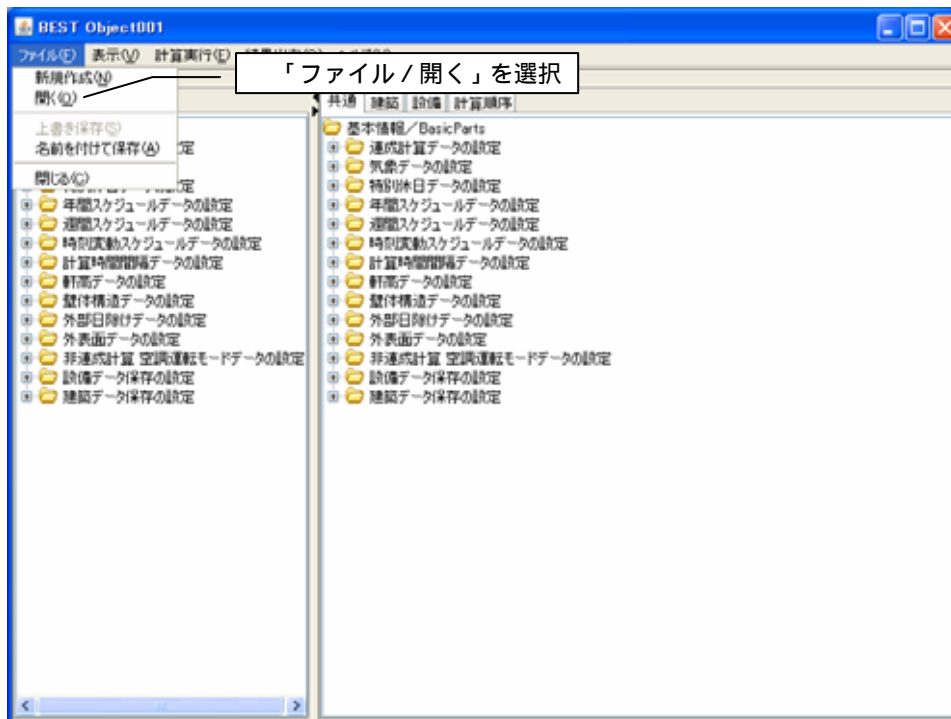 BEST Object001
ファイル(F) 表示(V) 計算実行(E)
「ファイル / 開く」を選択
新規作成(N)
開く(O)
上書き保存(S)
名前を付けて保存(A)
閉じる(C)
定
定
年間スケジュールデータの設定
週間スケジュールデータの設定
時刻変動スケジュールデータの設定
計算時間間隔データの設定
軒高データの設定
壁体構造データの設定
外部日除けデータの設定
外表面データの設定
非連成計算 空調運転モードデータの設定
設備データ保存の設定
建築データ保存の設定
共通 建築 設備 計算順序
基本情報/BasicParts
連成計算データの設定
気象データの設定
特別休日データの設定
年間スケジュールデータの設定
週間スケジュールデータの設定
時刻変動スケジュールデータの設定
計算時間間隔データの設定
軒高データの設定
壁体構造データの設定
外部日除けデータの設定
外表面データの設定
非連成計算 空調運転モードデータの設定
設備データ保存の設定
建築データ保存の設定